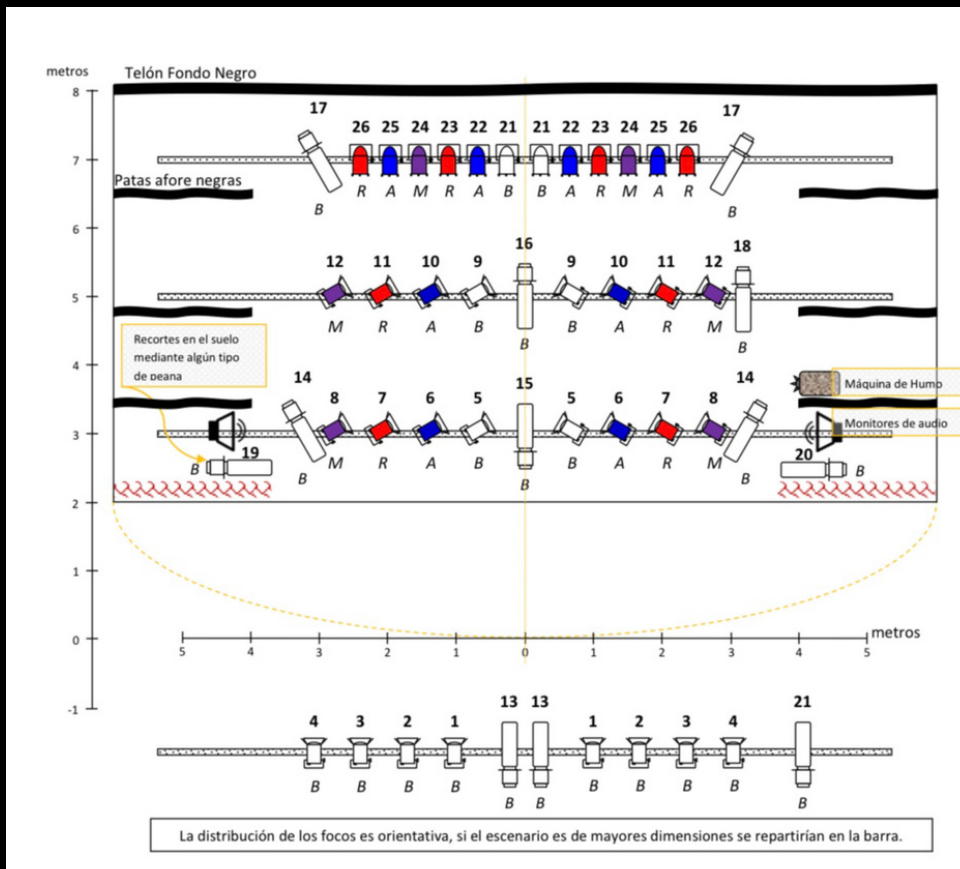 metros
Telón Fondo Negro
8
17
17
26 25 24 23 22 21 21 22 23 24 25 26
7
Patas afore negras
R A M R A B B A R M A R
B
B
6
16
18
12 11 10 9
9 10 11 12
5
M R A B
B A R M
B
B
Recortes en el suelo
mediante algún tipo
de peana
4
14
15
14
Máquina de Humo
8 7 6 5
5 6 7 8
Monitores de audio
3
19
20
M R A B
B A R M
B
B
B
B
B
2
1
0
metros
5 4 3 2 1 0 1 2 3 4 5
-1
13 13
21
4 3 2 1
1 2 3 4
B B B B
B B B B
B B
B
La distribución de los focos es orientativa, si el escenario es de mayores dimensiones se repartirían en la barra.